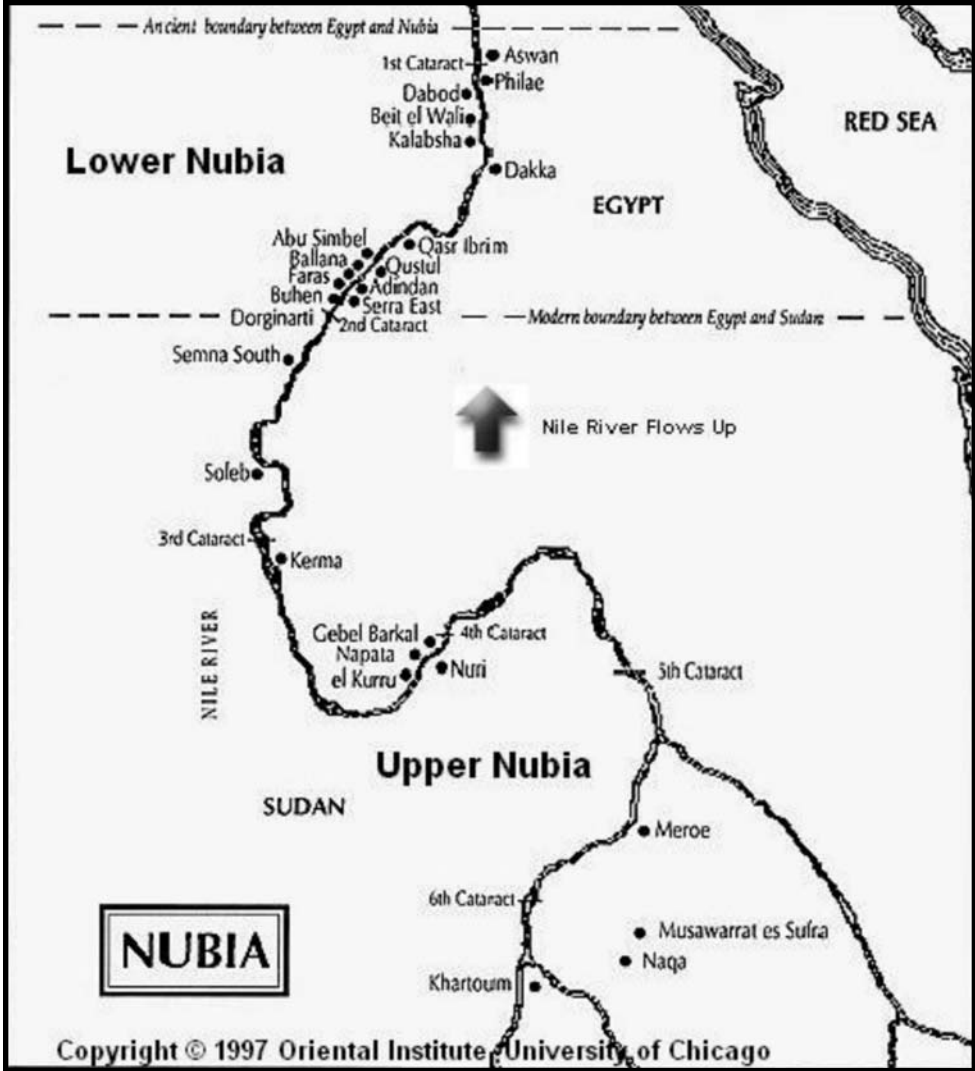 Ancient boundary between Egypt and Nubia
Aswan
1st Cataract
Philae
Dabod
Beit el Wali
Kalabsha
Dakka
RED SEA
Lower Nubia
EGYPT
Abu Simbel
Qasr Ibrim
Ballana
Qustul
Faras
Adindan
Buhen
Serra East
Dorginarti
2nd Cataract
Modern boundary between Egypt and Sudan
Semna South
Nile River Flows Up
Soleb
3rd Cataract
Kerma
NILE RIVER
Gebel Barkal
4th Cataract
Napata
Nuri
el Kurru
5th Cataract
Upper Nubia
SUDAN
Meroe
6th Cataract
Musawarrat es Sufra
Naqa
NUBIA
Khartoum
Copyright © 1997 Oriental Institute, University of Chicago